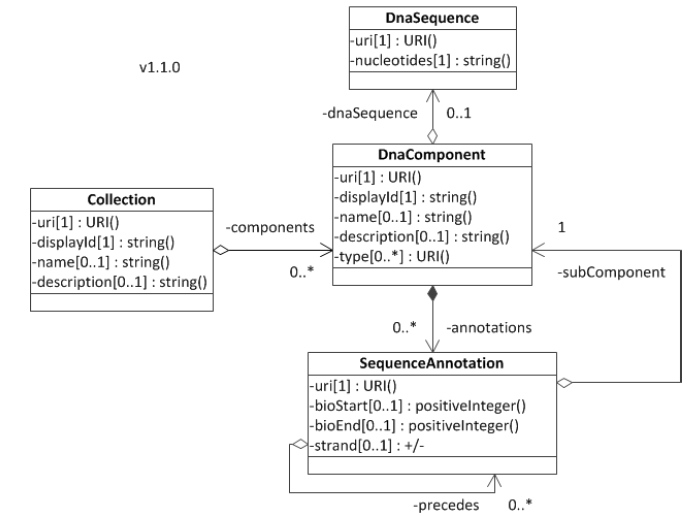 DnaSequence
-uri[1] : URI()
-nucleotides[1] : string()
v1.1.0
-dnaSequence
0..1
DnaComponent
-uri[1] : URI()
-displayId[1] : string()
-name[0..1] : string()
-description[0..1] : string()
-type[0..*] : URI()
Collection
-uri[1] : URI()
-displayId[1] : string()
-name[0..1] : string()
-description[0..1] : string()
-components
0..*
1
-subComponent
0..*
-annotations
SequenceAnnotation
-uri[1] : URI()
-bioStart[0..1] : positiveInteger()
-bioEnd[0..1] : positiveInteger()
-strand[0..1] : +/-
-precedes
0..*